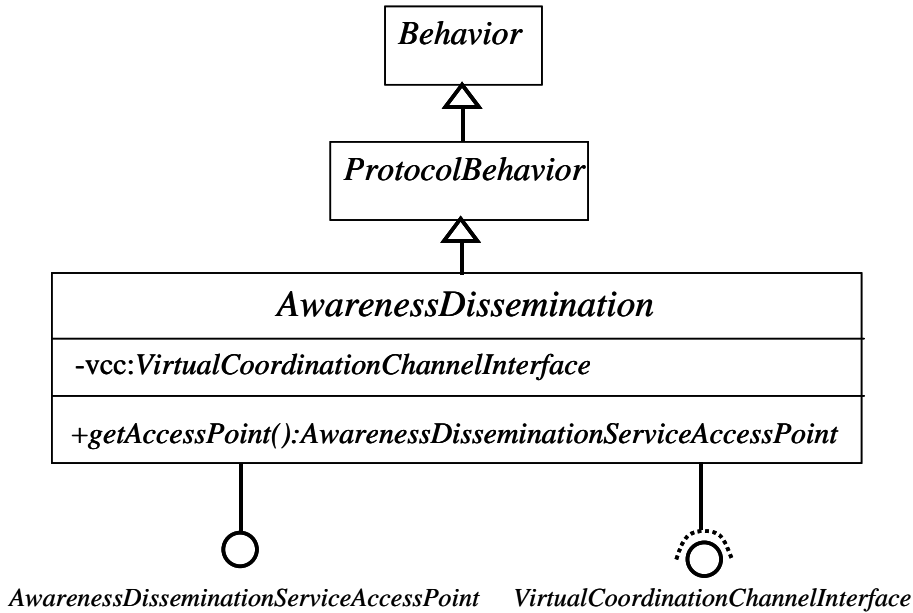 Behavior
ProtocolBehavior
AwarenessDissemination
-vcc:VirtualCoordinationChannelInterface
+getAccessPoint():AwarenessDisseminationServiceAccessPoint
AwarenessDisseminationServiceAccessPoint
VirtualCoordinationChannelInterface